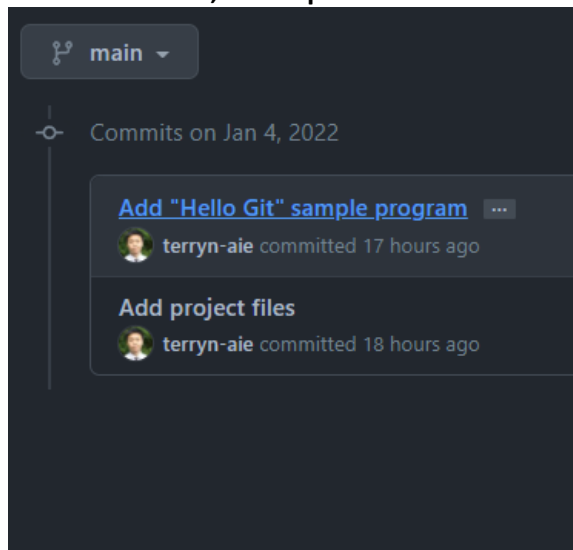 main
Commits on Jan 4, 2022
Add "Hello Git" sample program ...
terryn-aie committed 17 hours ago
Add project files
terryn-aie committed 18 hours ago